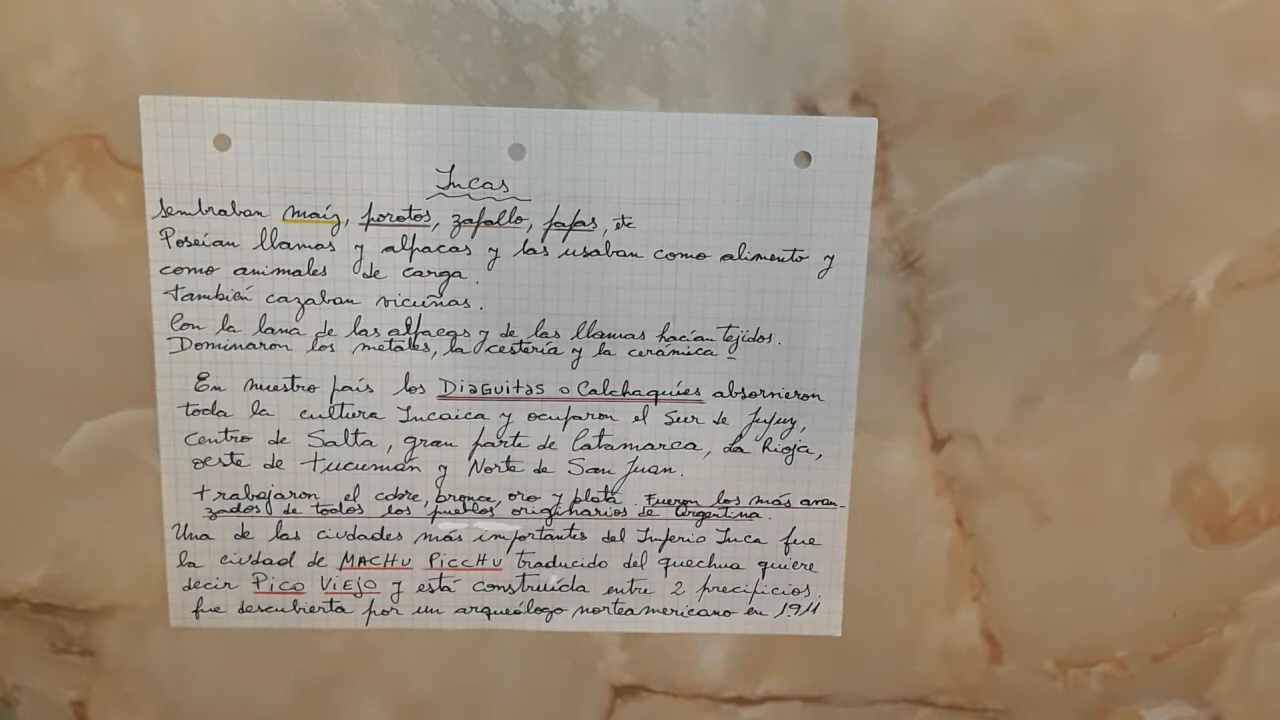 Incas
Sembraban maíz, porotos, zapallo, papas, etc
Poseían llamas y alpacas y las usaban como alimento y
como animales de carga.
También cazaban vicuñas.
Con la lana de las alpacas y de las llamas hacían tejidos.
Dominaron los metales, la cestería y la cerámica -
En nuestro país los Diaguitas o Calchaquíes absorvieron
toda la cultura Incaica y ocuparon el Sur de Jujuy,
centro de Salta, gran parte de Catamarca, La Rioja,
oeste de Tucumán y Norte de San Juan.
Trabajaron el cobre, bronce, oro y plata. Fueron los más avan-
zados de todos los pueblos originarios de Argentina.
Una de las ciudades más importantes del Imperio Inca fue
la ciudad de MACHU PICCHU traducido del quechua quiere
decir Pico Viejo y está construída entre 2 precipicios.
fue descubierta por un arqueólogo norteamericano en 1911